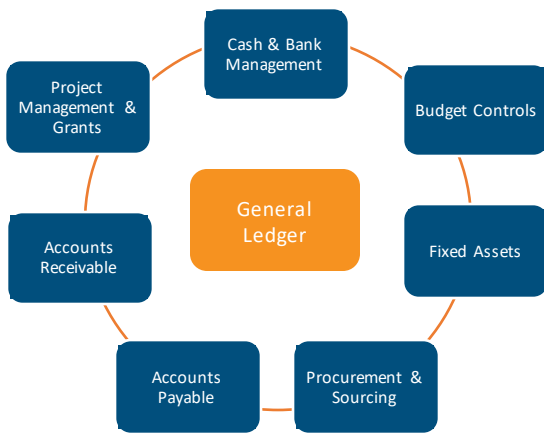 Cash & Bank
Management
Project
Management &
Grants
Budget Controls
General
Ledger
Accounts
Receivable
Fixed Assets
Accounts
Payable
Procurement &
Sourcing